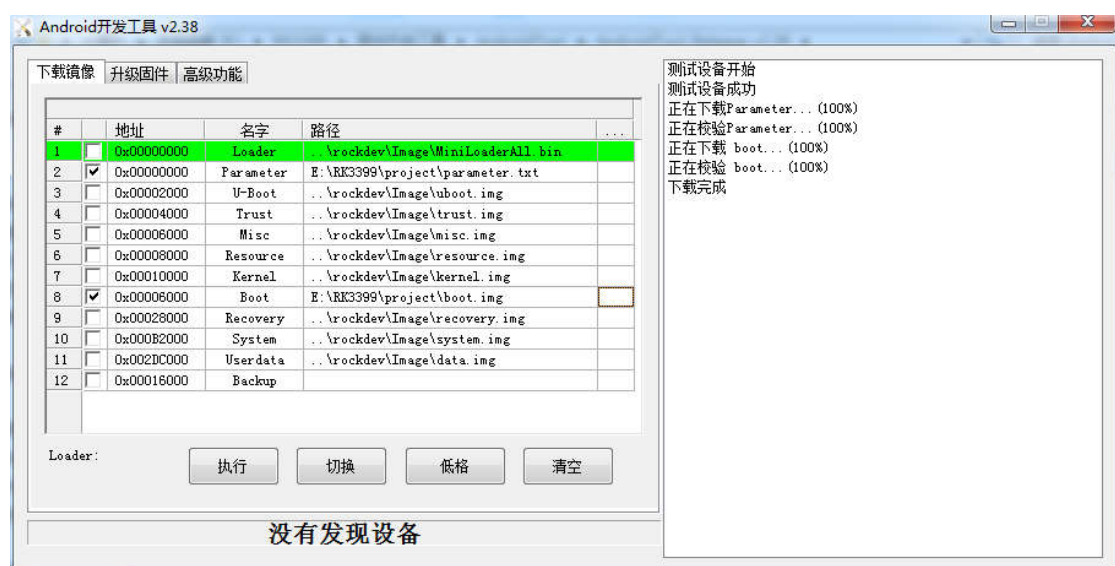 Android开发工具 v2.38
下载镜像 升级固件 高级功能
# 地址 名字 路径 ...
1 0x00000000 Loader ..\rockdev\Image\MiniLoaderAll.bin
2 0x00000000 Parameter E:\RK3399\project\parameter.txt
3 0x00002000 U-Boot ..\rockdev\Image\uboot.img
4 0x00004000 Trust ..\rockdev\Image\trust.img
5 0x00006000 Misc ..\rockdev\Image\misc.img
6 0x00008000 Resource ..\rockdev\Image\resource.img
7 0x00010000 Kernel ..\rockdev\Image\kernel.img
8 0x00006000 Boot E:\RK3399\project\boot.img
9 0x00028000 Recovery ..\rockdev\Image\recovery.img
10 0x000B2000 System ..\rockdev\Image\system.img
11 0x002DC000 Userdata ..\rockdev\Image\data.img
12 0x00016000 Backup
Loader:
执行 切换 低格 清空
没有发现设备
测试设备开始
测试设备成功
正在下载Parameter...(100%)
正在校验Parameter...(100%)
正在下载 boot...(100%)
正在校验 boot...(100%)
下载完成